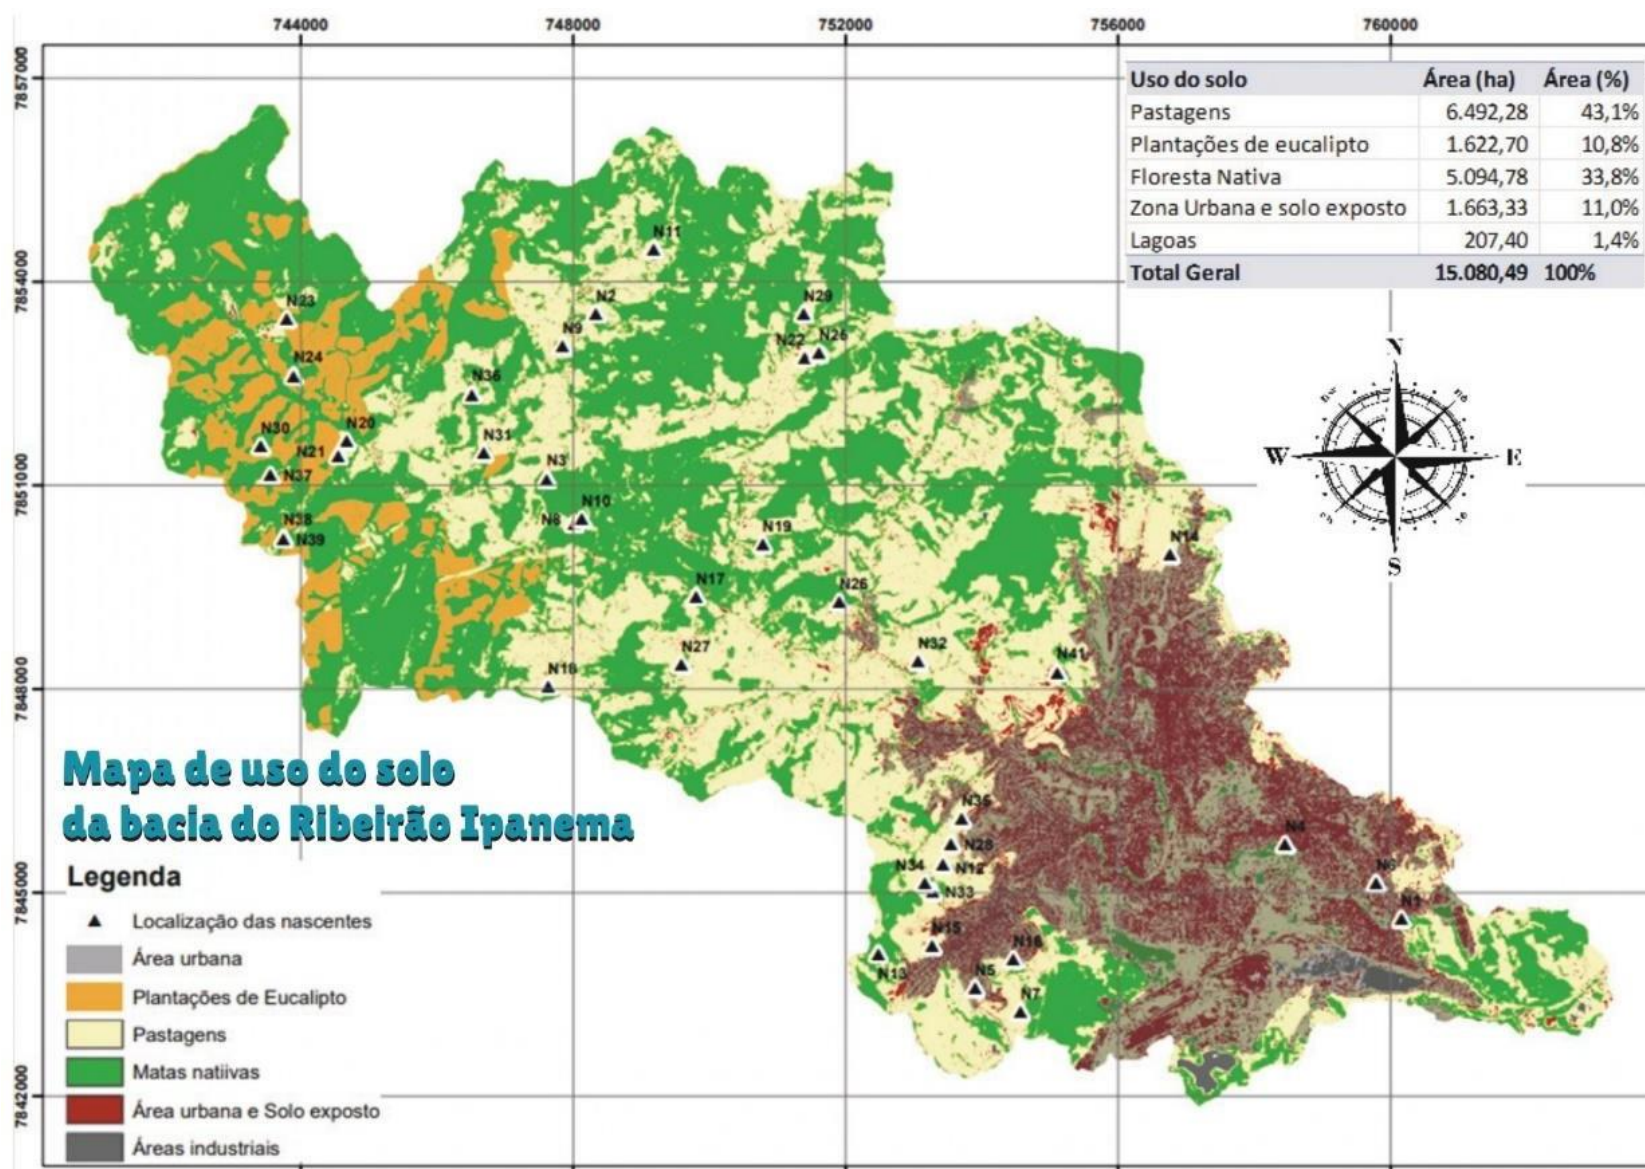 744000 748000 752000 756000 760000
7857000
7854000
7851000
7848000
7845000
7842000
Uso do solo Área (ha) Área (%)
Pastagens 6.492,28 43,1%
Plantações de eucalipto 1.622,70 10,8%
Floresta Nativa 5.094,78 33,8%
Zona Urbana e solo exposto 1.663,33 11,0%
Lagoas 207,40 1,4%
Total Geral 15.080,49 100%
N
W E
S
N11
N23 N2 N29
N9 N22
N24
N36
N30 N20
N21 N31
N37 N3
N38 N10
N39 N19 N14
N17 N26
N27 N32 N41
N35
N28
N34 N12
N33
N4
N6
N1
N15 N16
N13 N5
N7
Mapa de uso do solo
da bacia do Ribeirão Ipanema
Legenda
Localização das nascentes
Área urbana
Plantações de Eucalipto
Pastagens
Matas natiivas
Área urbana e Solo exposto
Áreas industriais